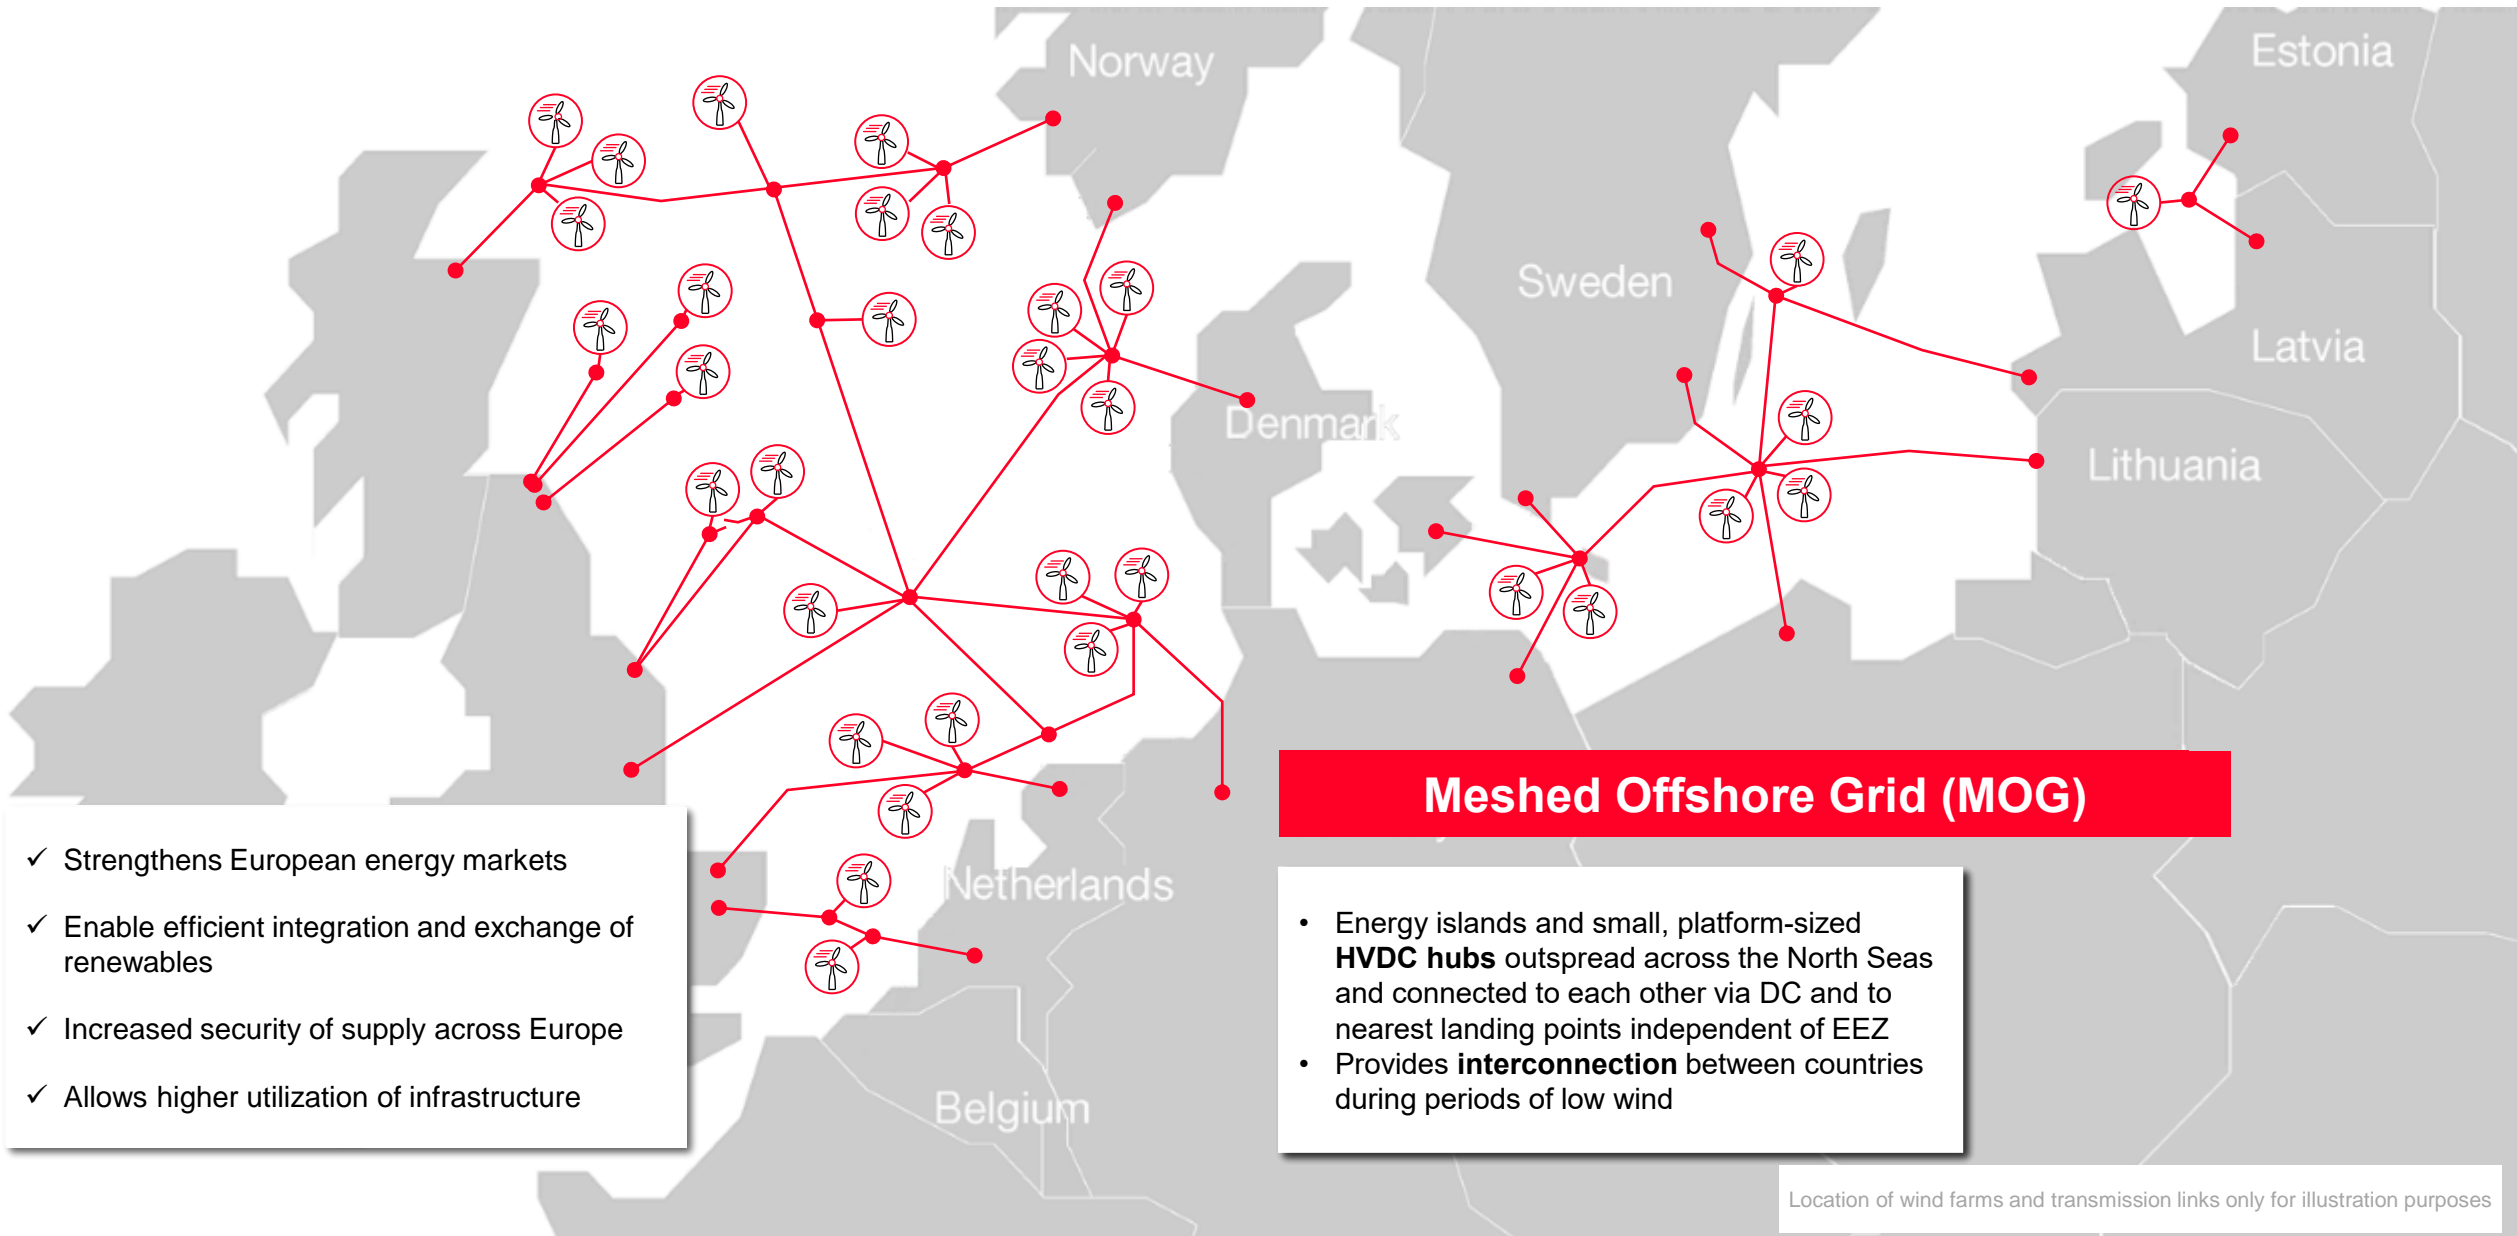 Norway
Estonia
Sweden
Latvia
Denmark
Lithuania
Meshed Offshore Grid (MOG)
✓ Strengthens European energy markets
✓ Enable efficient integration and exchange of
renewables
✓ Increased security of supply across Europe
✓ Allows higher utilization of infrastructure
Netherlands
Belgium
• Energy islands and small, platform-sized
HVDC hubs outspread across the North Seas
and connected to each other via DC and to
nearest landing points independent of EEZ
• Provides interconnection between countries
during periods of low wind
Location of wind farms and transmission links only for illustration purposes